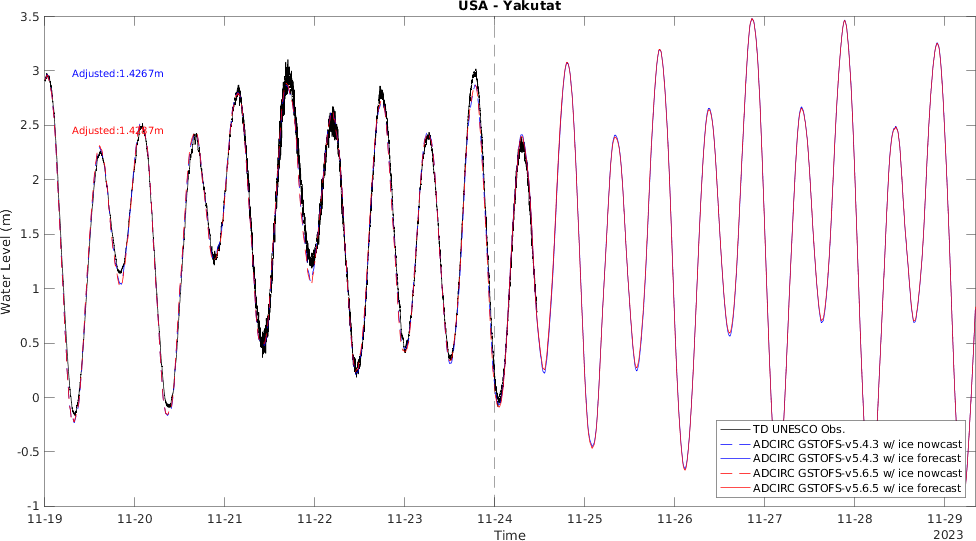 USA - Yakutat
3.5
3
2.5
2
1.5
1
0.5
0
-0.5
-1
Water Level (m)
Adjusted:1.4267m
Adjusted:1.4287m
TD UNESCO Obs.
ADCIRC GSTOFS-v5.4.3 w/ ice nowcast
ADCIRC GSTOFS-v5.4.3 w/ ice forecast
ADCIRC GSTOFS-v5.6.5 w/ ice nowcast
ADCIRC GSTOFS-v5.6.5 w/ ice forecast
11-19 11-20 11-21 11-22 11-23 11-24 11-25 11-26 11-27 11-28 11-29
Time
2023